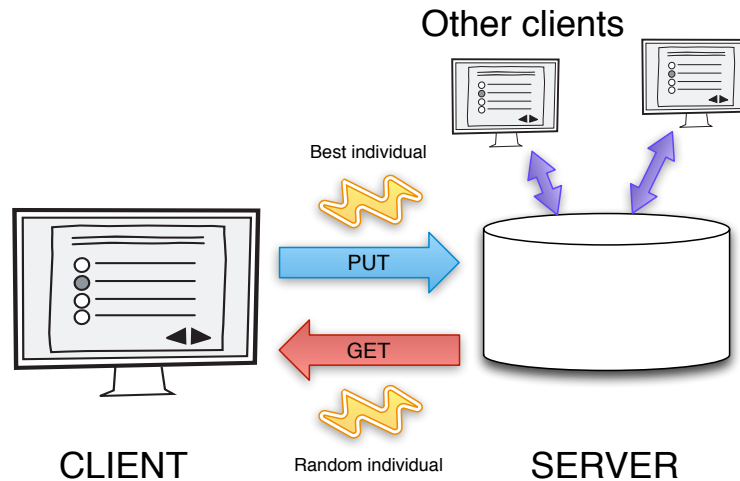 Other clients
Best individual
PUT
GET
Random individual
CLIENT
SERVER